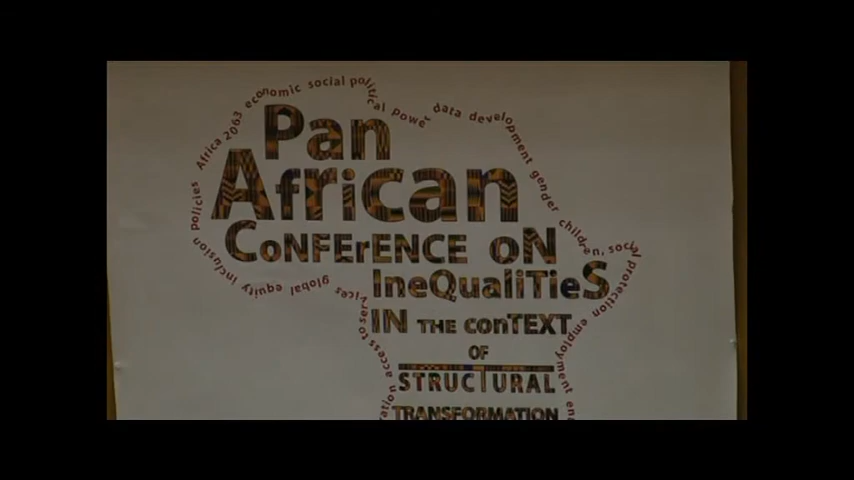 Pan
African
CoNFErENCE oN
IneQualiTieS
IN THE conTEXT
OF
STRUCTURAL
TRANSFORMATION
access to services global equity inclusion policies Africa 2063 economic social political power data development gender children, social protection employment